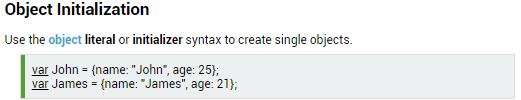 Object Initialization
Use the object literal or initializer syntax to create single objects.
var John = {name: "John", age: 25};
var James = {name: "James", age: 21};